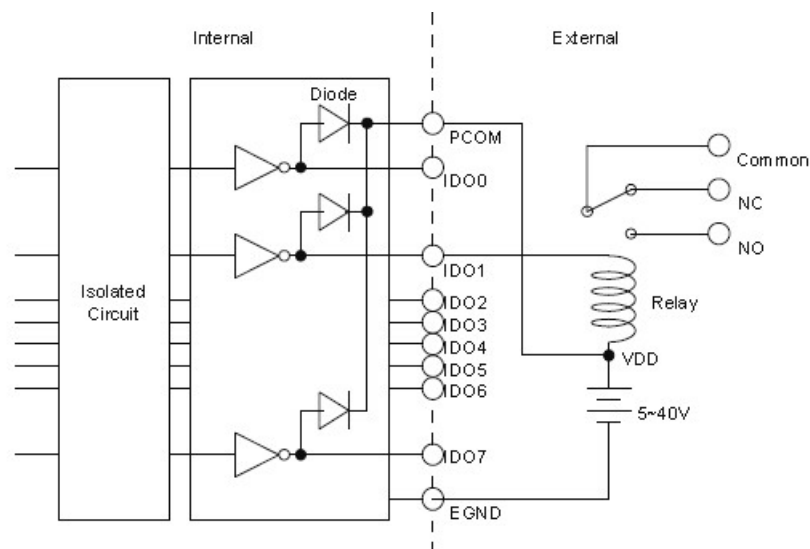 Internal
External
Diode
PCOM
Common
IDO0
NC
NO
IDO1
Isolated
Circuit
IDO2
Relay
IDO3
IDO4
VDD
IDO5
IDO6
5~40V
IDO7
EGND